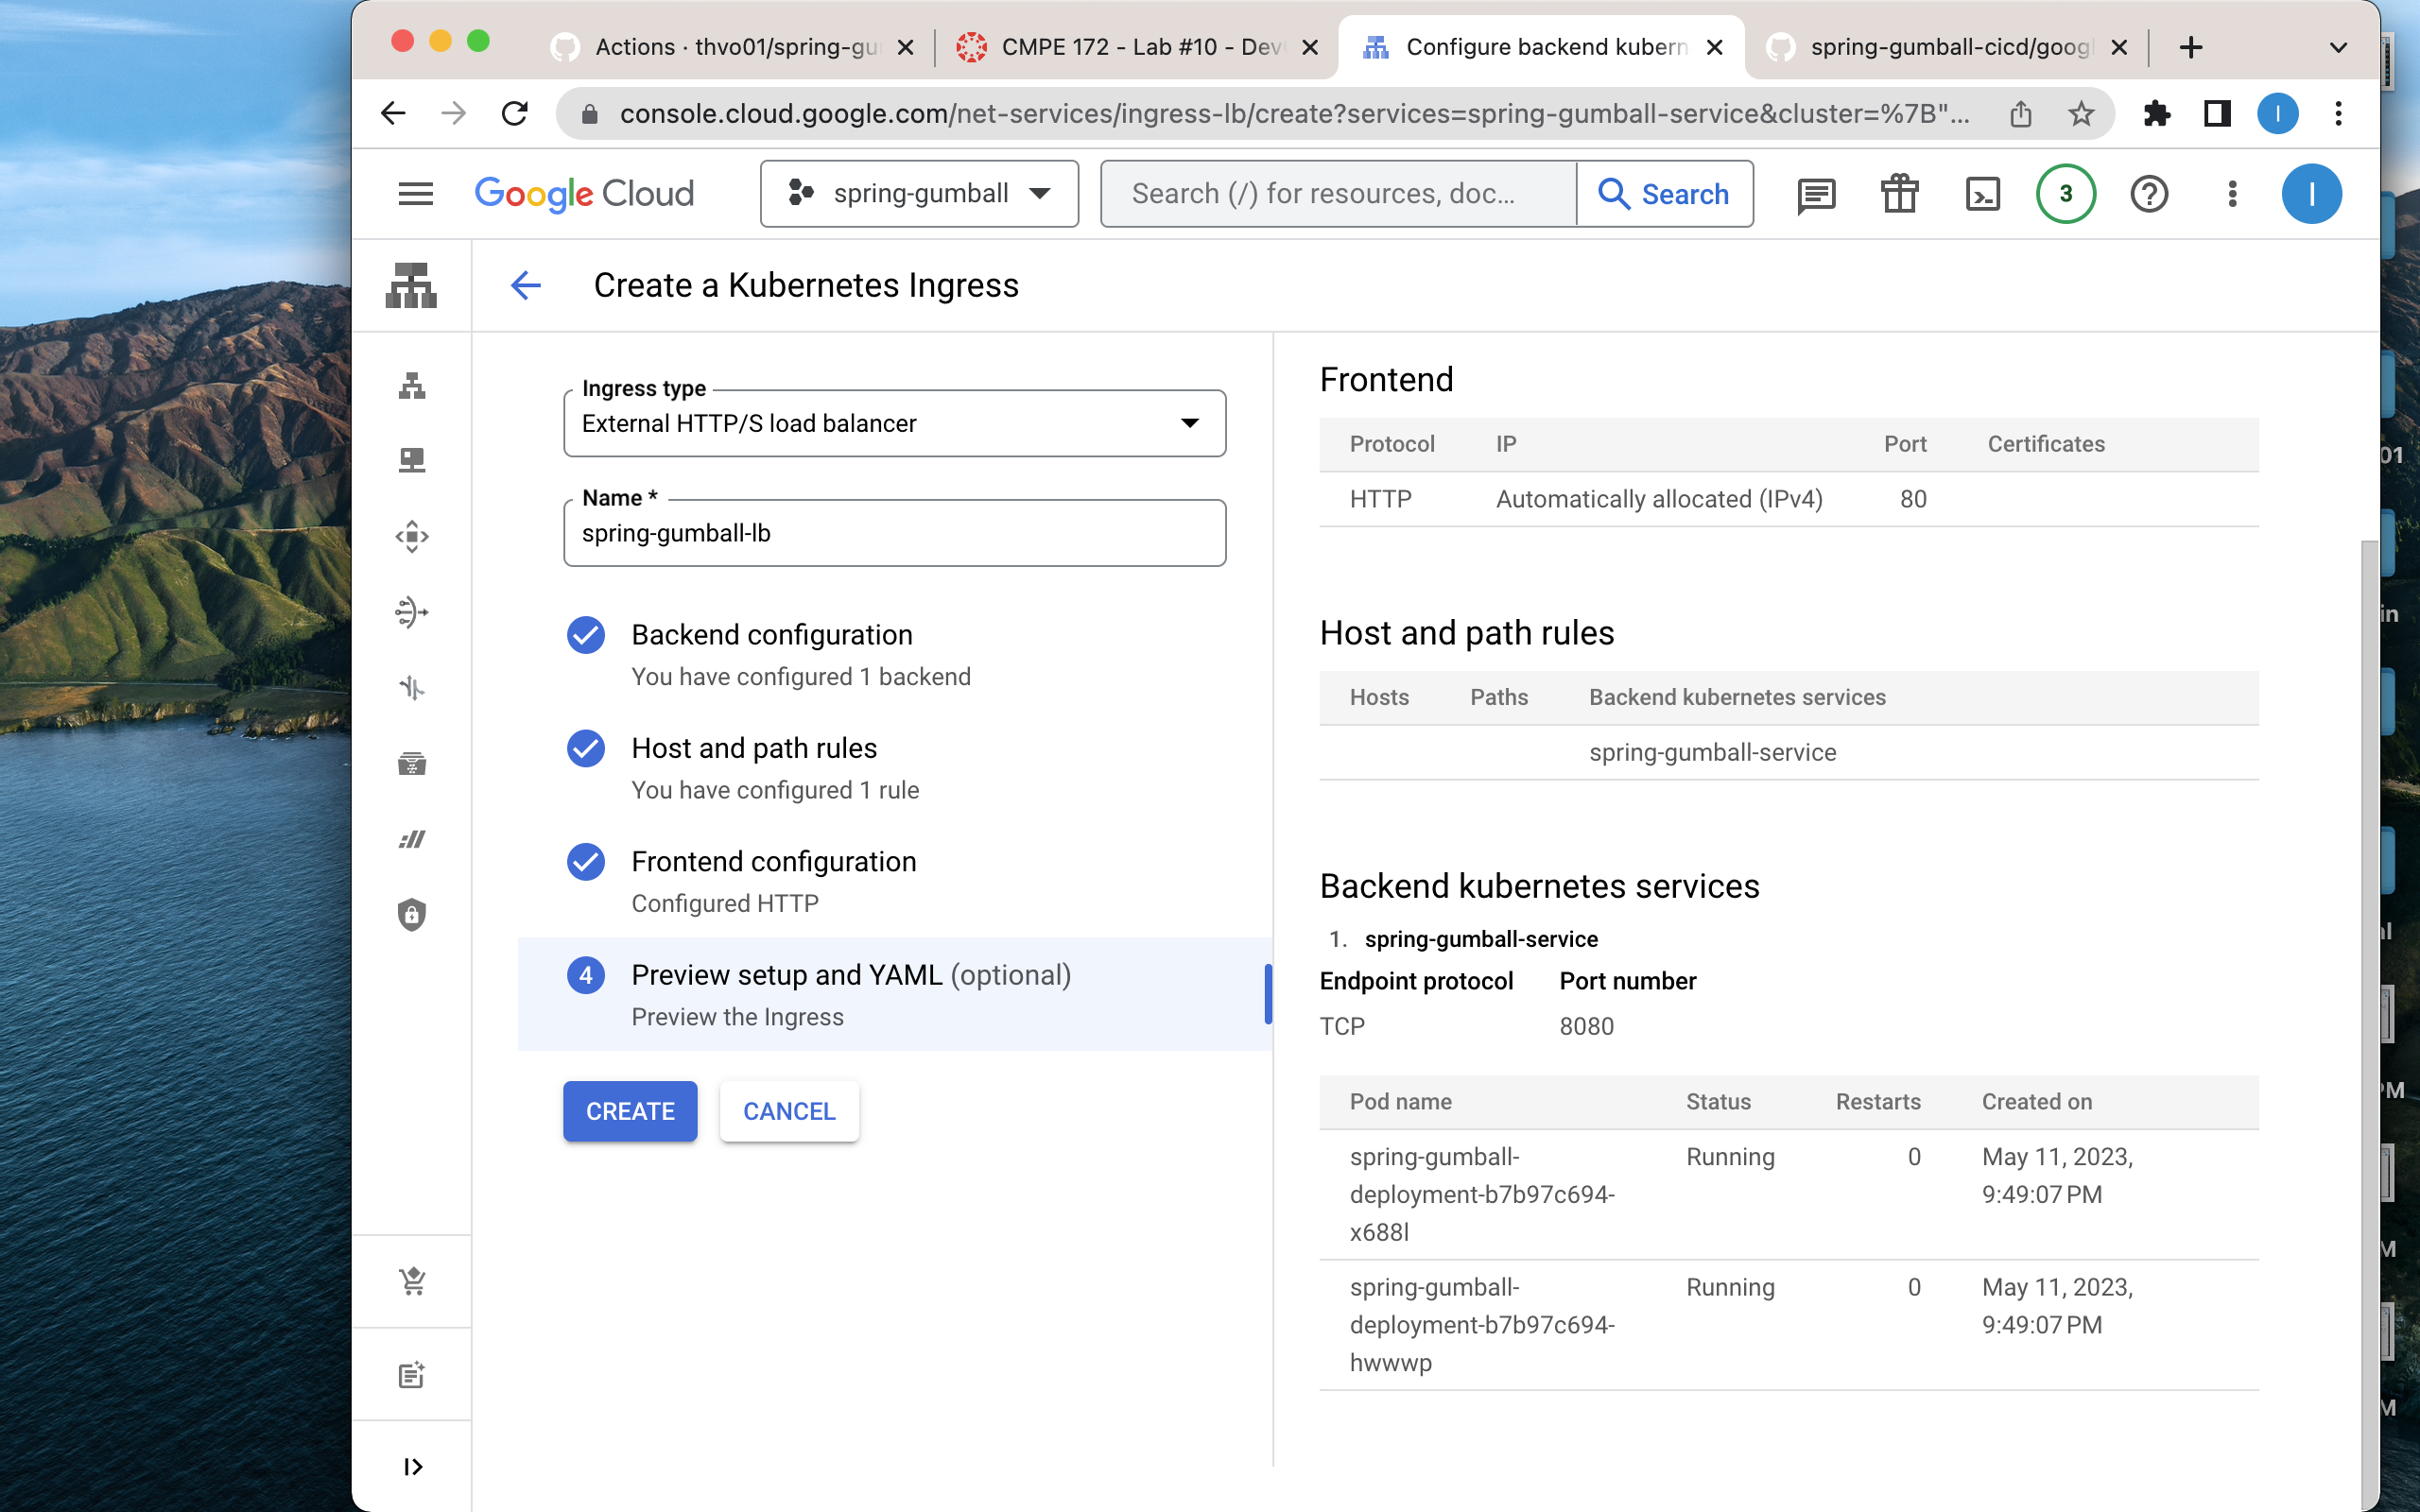 Actions · thvo01/spring-gu
CMPE 172 - Lab #10 - Dev
Configure backend kubern
spring-gumball-cicd/googl
console.cloud.google.com/net-services/ingress-lb/create?services=spring-gumball-service&cluster=%7B"...
I
Google Cloud
spring-gumball
Search (/) for resources, doc...
Search
3
I
Create a Kubernetes Ingress
Ingress type
External HTTP/S load balancer
Name *
spring-gumball-lb
Backend configuration
You have configured 1 backend
Host and path rules
You have configured 1 rule
Frontend configuration
Configured HTTP
4 Preview setup and YAML (optional)
Preview the Ingress
CREATE CANCEL
Frontend
Protocol IP Port Certificates
HTTP Automatically allocated (IPv4) 80
Host and path rules
Hosts Paths Backend kubernetes services
spring-gumball-service
Backend kubernetes services
1. spring-gumball-service
Endpoint protocol Port number
TCP 8080
Pod name Status Restarts Created on
spring-gumball- Running 0 May 11, 2023,
deployment-b7b97c694- 9:49:07 PM
x688l
spring-gumball- Running 0 May 11, 2023,
deployment-b7b97c694- 9:49:07 PM
hwwwp
01
in
PM
M
M